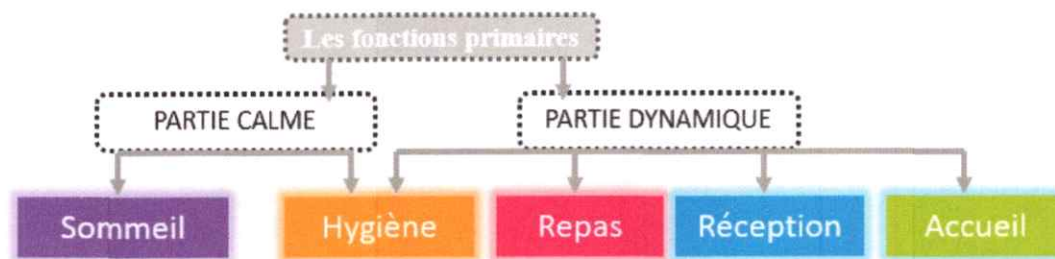 Les fonctions primaires
PARTIE CALME
PARTIE DYNAMIQUE
Sommeil
Hygiène
Repas
Réception
Accueil